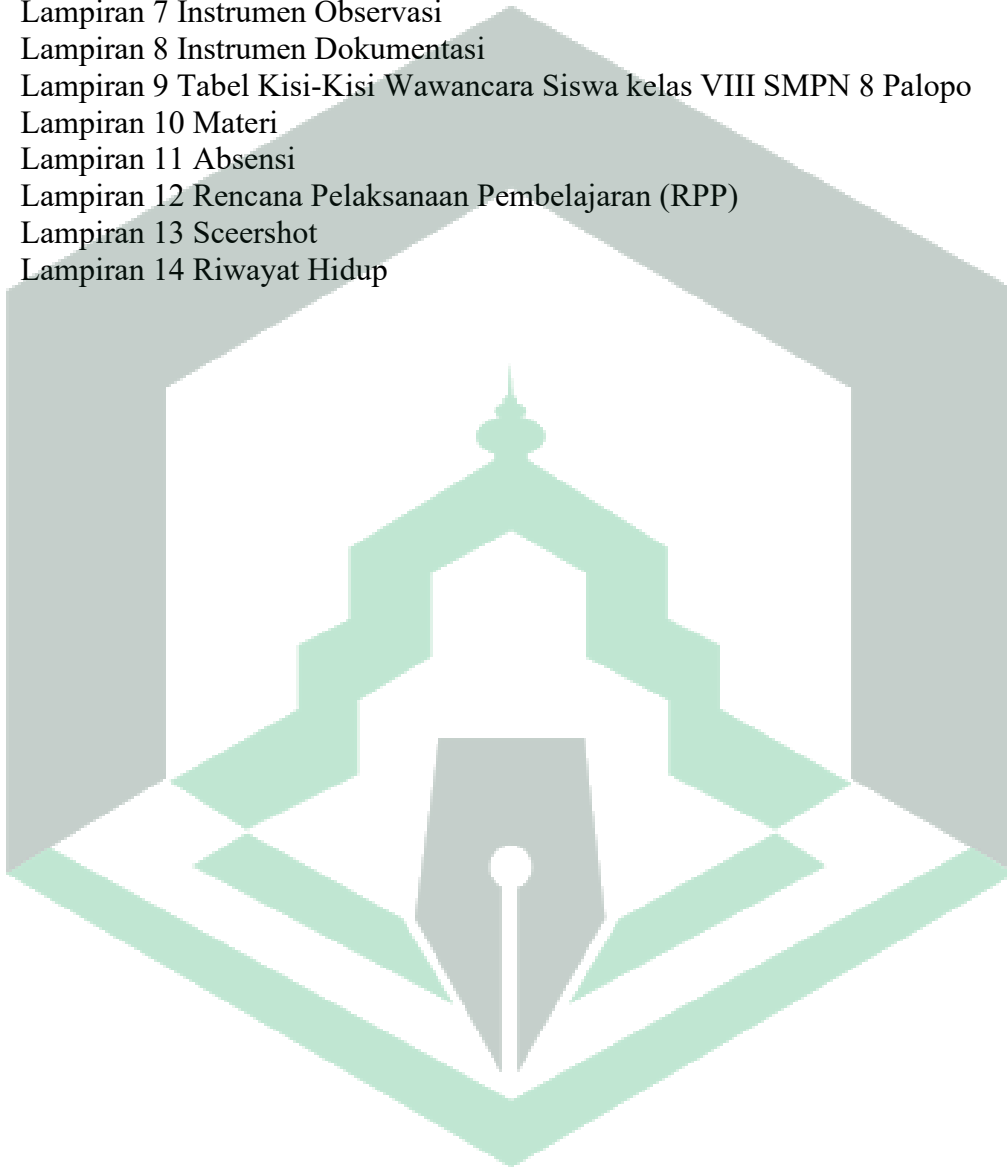 Lampiran 7 Instrumen Observasi
Lampiran 8 Instrumen Dokumentasi
Lampiran 9 Tabel Kisi-Kisi Wawancara Siswa kelas VIII SMPN 8 Palopo
Lampiran 10 Materi
Lampiran 11 Absensi
Lampiran 12 Rencana Pelaksanaan Pembelajaran (RPP)
Lampiran 13 Sceershot
Lampiran 14 Riwayat Hidup